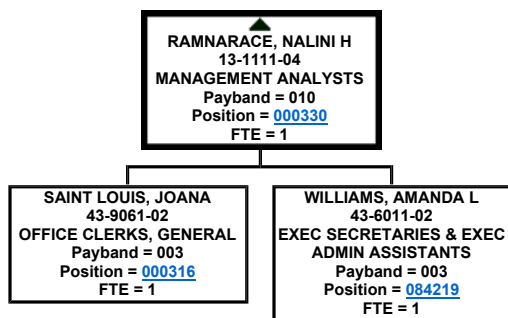 RAMNARACE, NALINI H
13-1111-04
MANAGEMENT ANALYSTS
Payband = 010
Position = 000330
FTE = 1
SAINT LOUIS, JOANA
43-9061-02
OFFICE CLERKS, GENERAL
Payband = 003
Position = 000316
FTE = 1
WILLIAMS, AMANDA L
43-6011-02
EXEC SECRETARIES & EXEC
ADMIN ASSISTANTS
Payband = 003
Position = 084219
FTE = 1